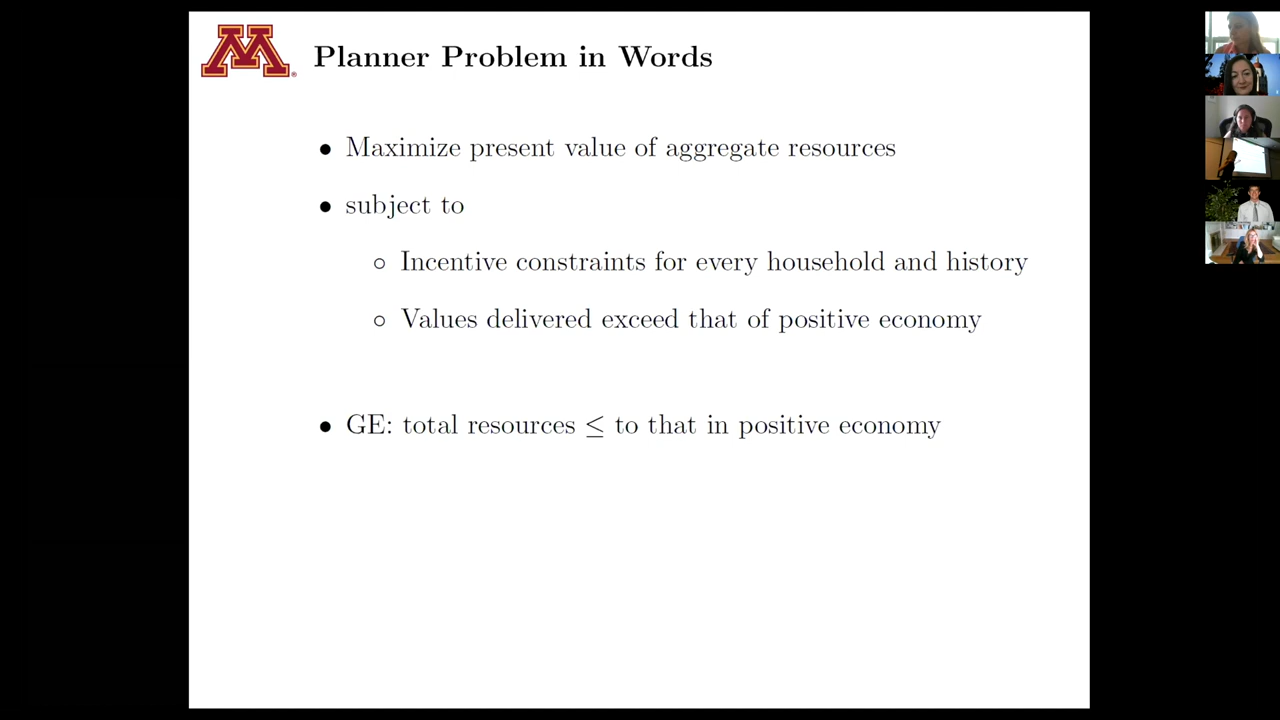 Planner Problem in Words
• Maximize present value of aggregate resources
• subject to
◦ Incentive constraints for every household and history
◦ Values delivered exceed that of positive economy
• GE: total resources ≤ to that in positive economy